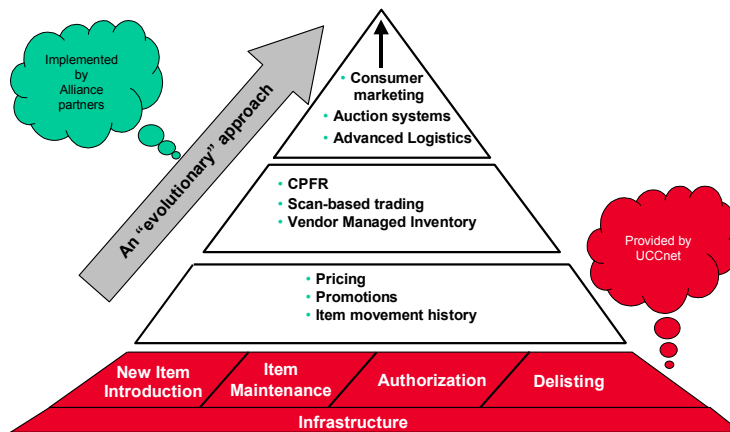 Implemented
by
Alliance
partners
An “evolutionary” approach
• Consumer
marketing
• Auction systems
• Advanced Logistics
• CPFR
• Scan-based trading
• Vendor Managed Inventory
Provided by
UCCnet
• Pricing
• Promotions
• Item movement history
New Item
Introduction
Item
Maintenance
Authorization
Delisting
Infrastructure